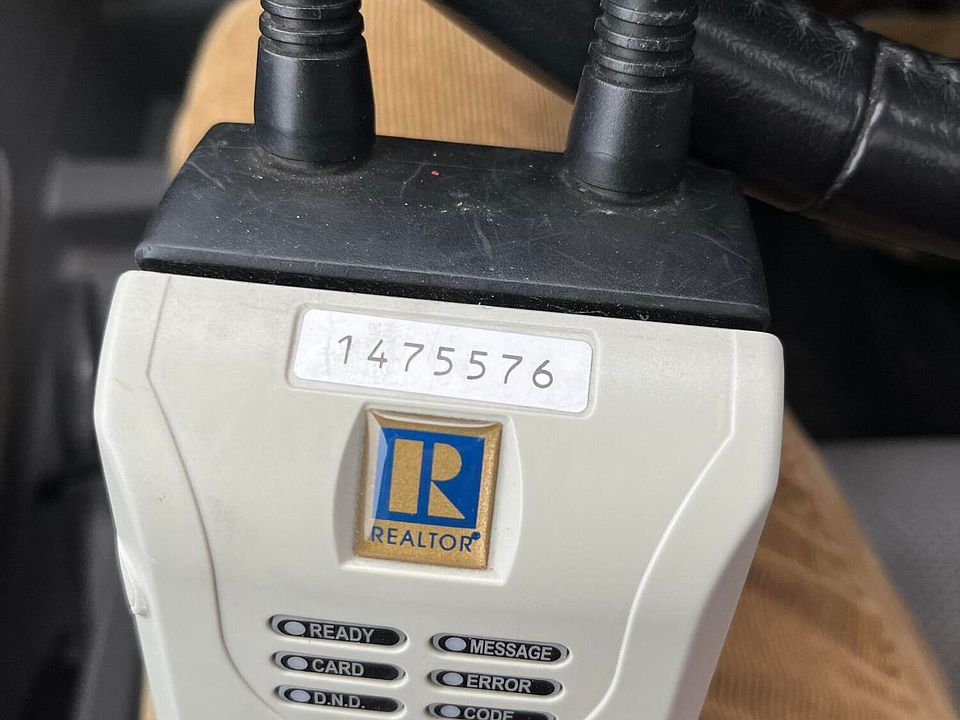 1475576
R
REALTOR®
READY
MESSAGE
CARD
ERROR
D.N.D.
CODE